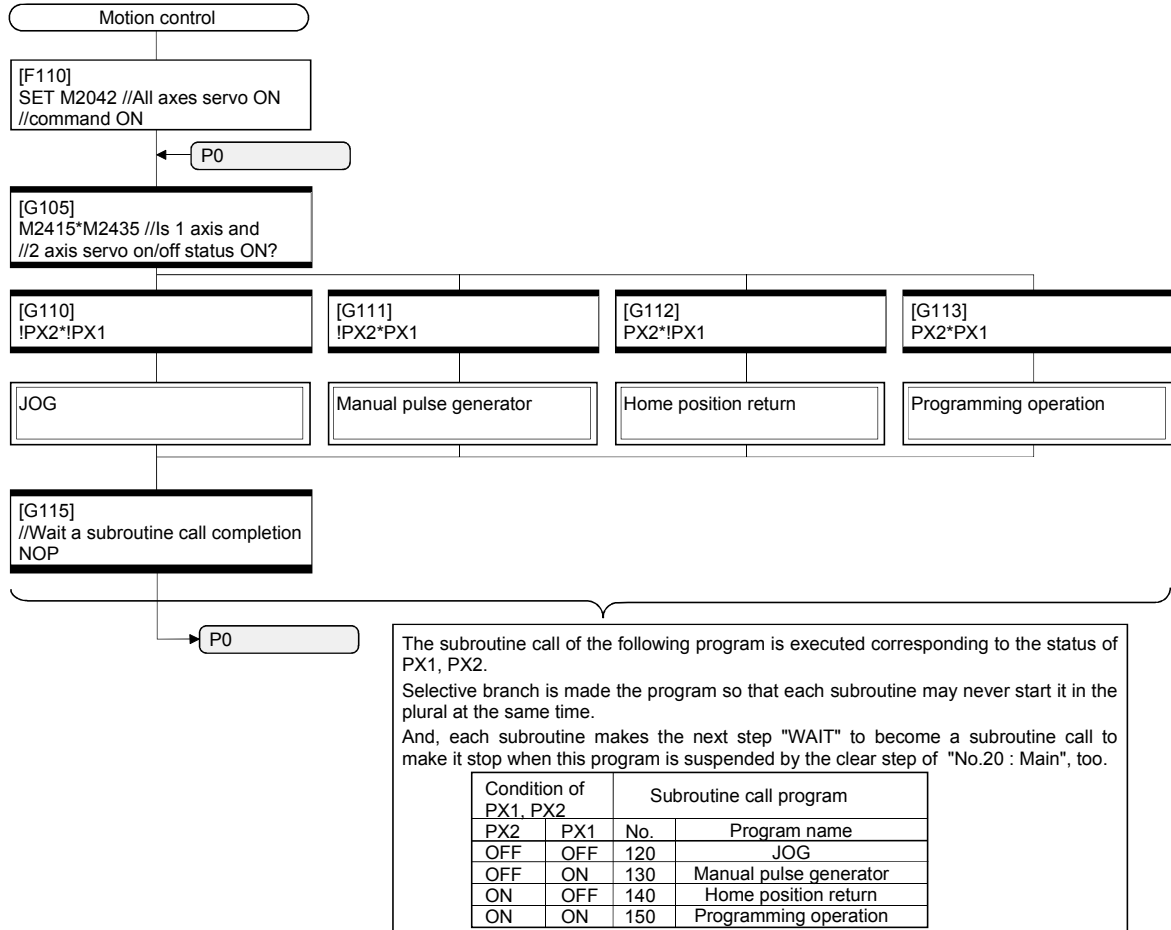 Motion control
[F110]
SET M2042 //All axes servo ON
//command ON
P0
[G105]
M2415*M2435 //Is 1 axis and
//2 axis servo on/off status ON?
[G110]
!PX2*!PX1
[G111]
!PX2*PX1
[G112]
PX2*!PX1
[G113]
PX2*PX1
JOG
Manual pulse generator
Home position return
Programming operation
[G115]
//Wait a subroutine call completion
NOP
P0
The subroutine call of the following program is executed corresponding to the status of
PX1, PX2.
Selective branch is made the program so that each subroutine may never start it in the
plural at the same time.
And, each subroutine makes the next step "WAIT" to become a subroutine call to
make it stop when this program is suspended by the clear step of "No.20 : Main", too.
Condition of
PX1, PX2
Subroutine call program
PX2 PX1 No. Program name
OFF OFF 120 JOG
OFF ON 130 Manual pulse generator
ON OFF 140 Home position return
ON ON 150 Programming operation